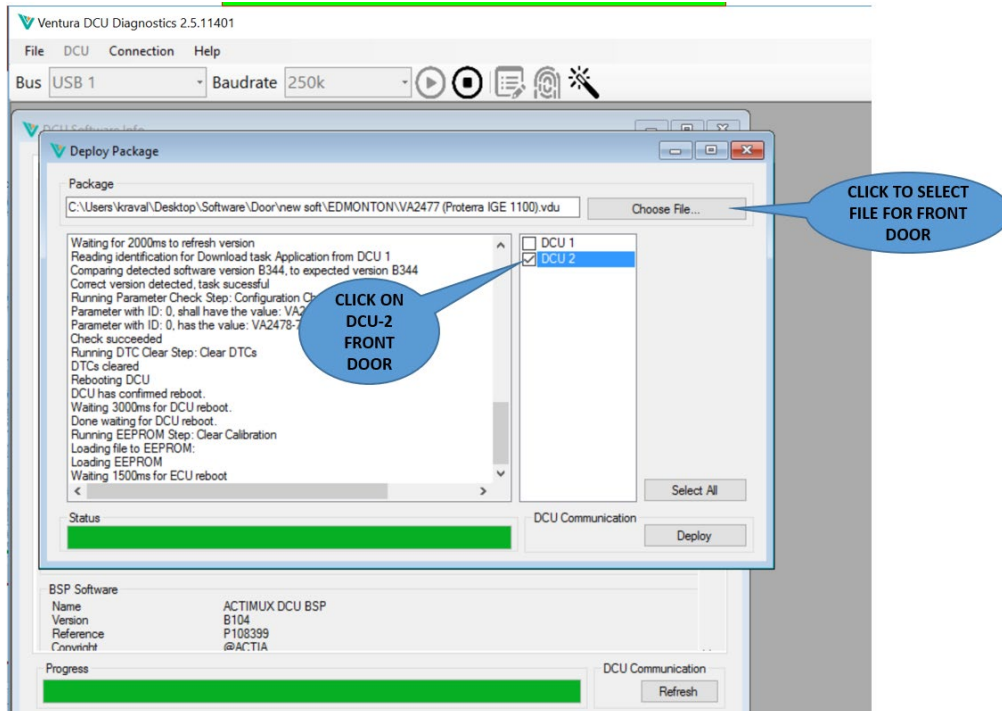 Ventura DCU Diagnostics 2.5.11401
File DCU Connection Help
Bus USB 1 Baudrate 250k
DCU Software Info
Deploy Package
Package
C:\Users\kraval\Desktop\Software\Door\new soft\EDMONTON\VA2477 (Proterra IGE 1100).vdu
Choose File...
CLICK TO SELECT
FILE FOR FRONT
DOOR
Waiting for 2000ms to refresh version
Reading identification for Download task Application from DCU 1
Comparing detected software version B344, to expected version B344
Correct version detected, task sucessful
Running Parameter Check Step: Configuration Ch
Parameter with ID: 0, shall have the value: VA2
Parameter with ID: 0, has the value: VA2478-
Check succeeded
Running DTC Clear Step: Clear DTCs
DTCs cleared
Rebooting DCU
DCU has confirmed reboot.
Waiting 3000ms for DCU reboot.
Done waiting for DCU reboot.
Running EEPROM Step: Clear Calibration
Loading file to EEPROM:
Loading EEPROM
Waiting 1500ms for ECU reboot
DCU 1
DCU 2
CLICK ON
DCU-2
FRONT
DOOR
Select All
Status
DCU Communication
Deploy
BSP Software
Name ACTIMUX DCU BSP
Version B104
Reference P108399
Copyright @ACTIA
Progress
DCU Communication
Refresh